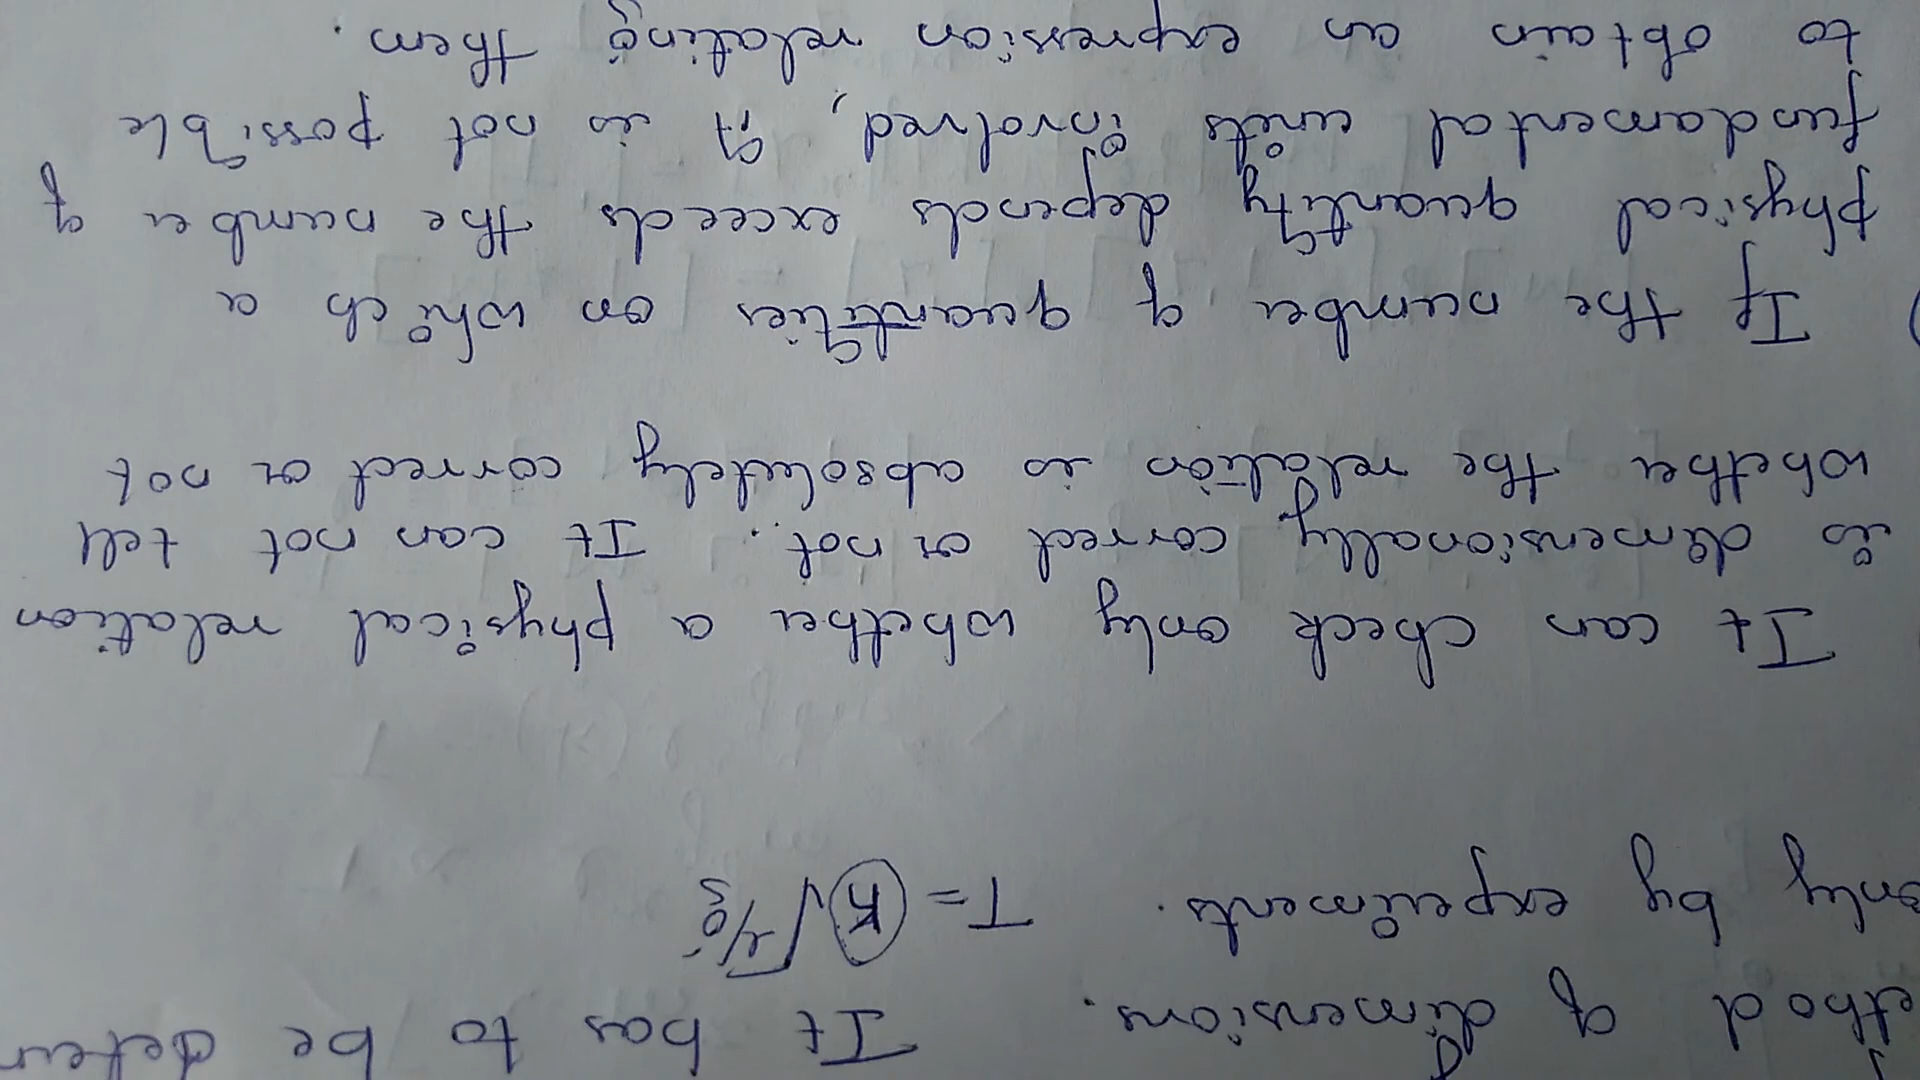 ethod of dimensions. It has to be deter
only by experiments. T = K√l/g
It can check only whether a physical relation
is dimensionally correct or not. It can not tell
whether the relation is absolutely correct or not
) If the number of quantities on which a
physical quantity depends exceeds the number of
fundamental units involved, it is not possible
to obtain an expression relating them.